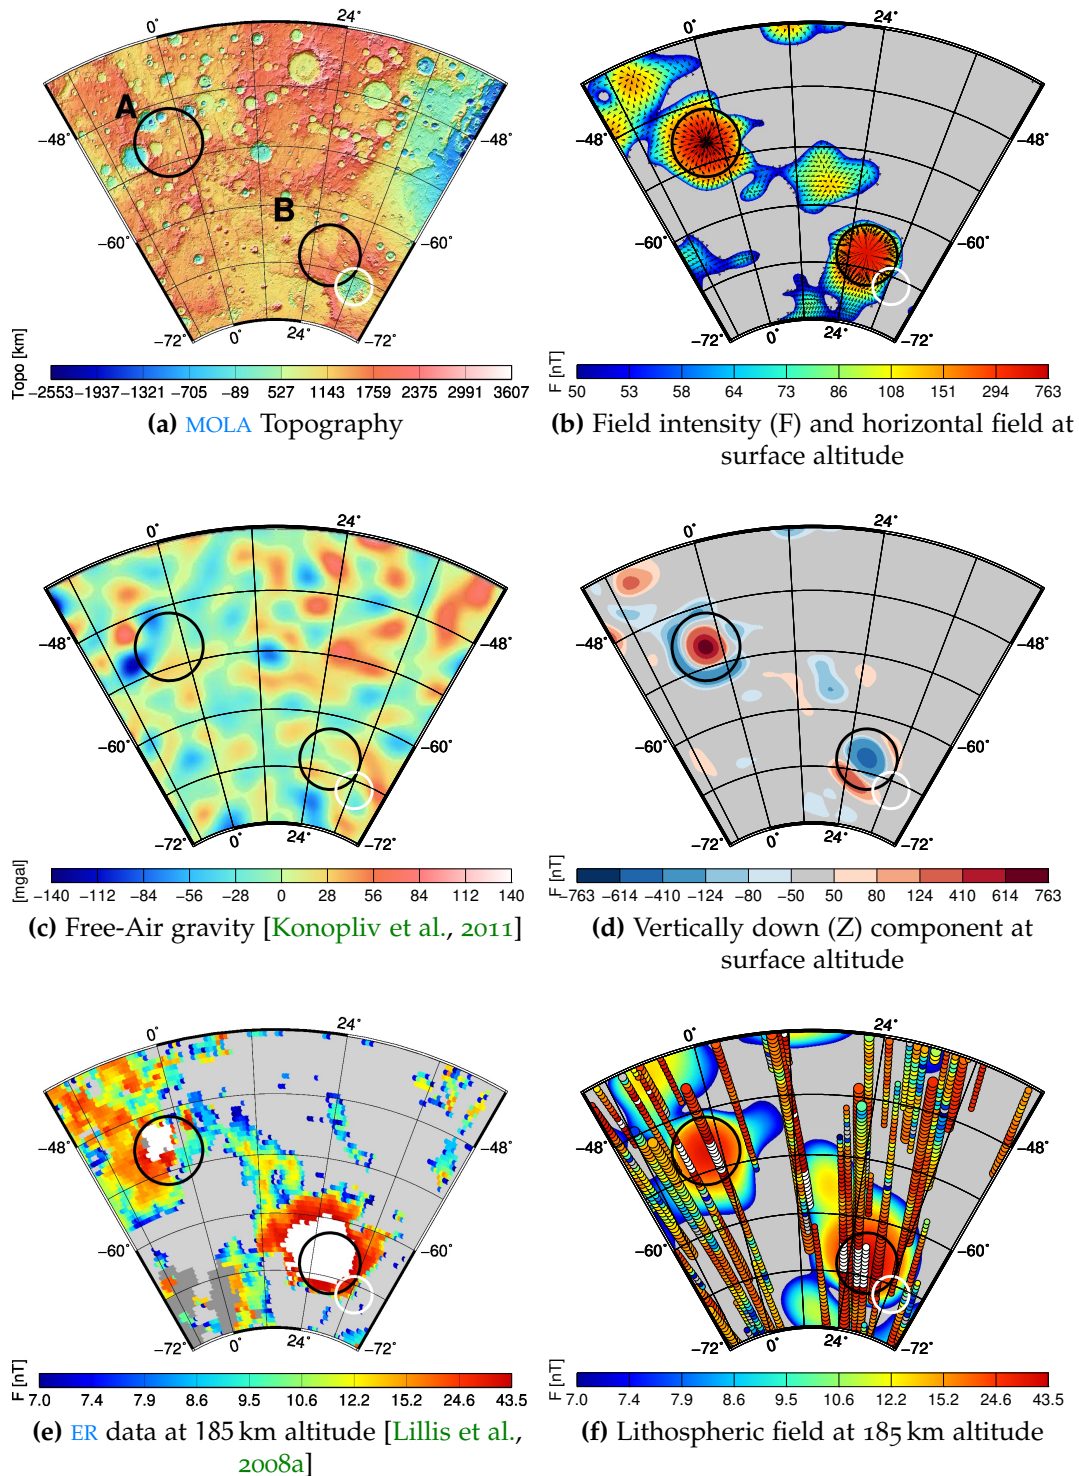 0° 24°
A
B
−48° −48°
−60° −60°
−72° 0° 24° −72°
Topo [km]
−2553 −1937 −1321 −705 −89 527 1143 1759 2375 2991 3607
(a) MOLA Topography
0° 24°
−48° −48°
−60° −60°
−72° 0° 24° −72°
F [nT]
50 53 58 64 73 86 108 151 294 763
(b) Field intensity (F) and horizontal field at
surface altitude
0° 24°
−48° −48°
−60° −60°
−72° 0° 24° −72°
[mgal]
−140 −112 −84 −56 −28 0 28 56 84 112 140
(c) Free-Air gravity [Konopliv et al., 2011]
0° 24°
−48° −48°
−60° −60°
−72° 0° 24° −72°
F [nT]
−763 −614 −410 −124 −80 −50 50 80 124 410 614 763
(d) Vertically down (Z) component at
surface altitude
0° 24°
−48° −48°
−60° −60°
−72° 0° 24° −72°
F [nT]
7.0 7.4 7.9 8.6 9.6 10.6 12.2 15.2 24.6 43.5
(e) ER data at 185 km altitude [Lillis et al.,
2008a]
0° 24°
−48° −48°
−60° −60°
−72° 0° 24° −72°
F [nT]
7.0 7.4 7.9 8.6 9.6 10.6 12.2 15.2 24.6 43.5
(f) Lithospheric field at 185 km altitude